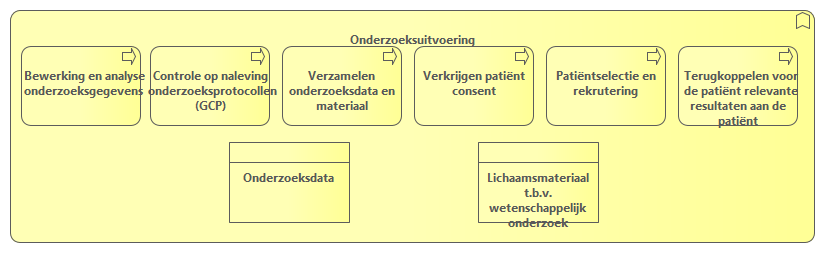 Onderzoeksuitvoering
Bewerking en analyse
onderzoeksgegevens
Controle op naleving
onderzoeksprotocollen
(GCP)
Verzamelen
onderzoeksdata en
materiaal
Verkrijgen patiënt
consent
Patiëntselectie en
rekrutering
Terugkoppelen voor
de patiënt relevante
resultaten aan de
patiënt
Onderzoeksdata
Lichaamsmateriaal
t.b.v.
wetenschappelijk
onderzoek